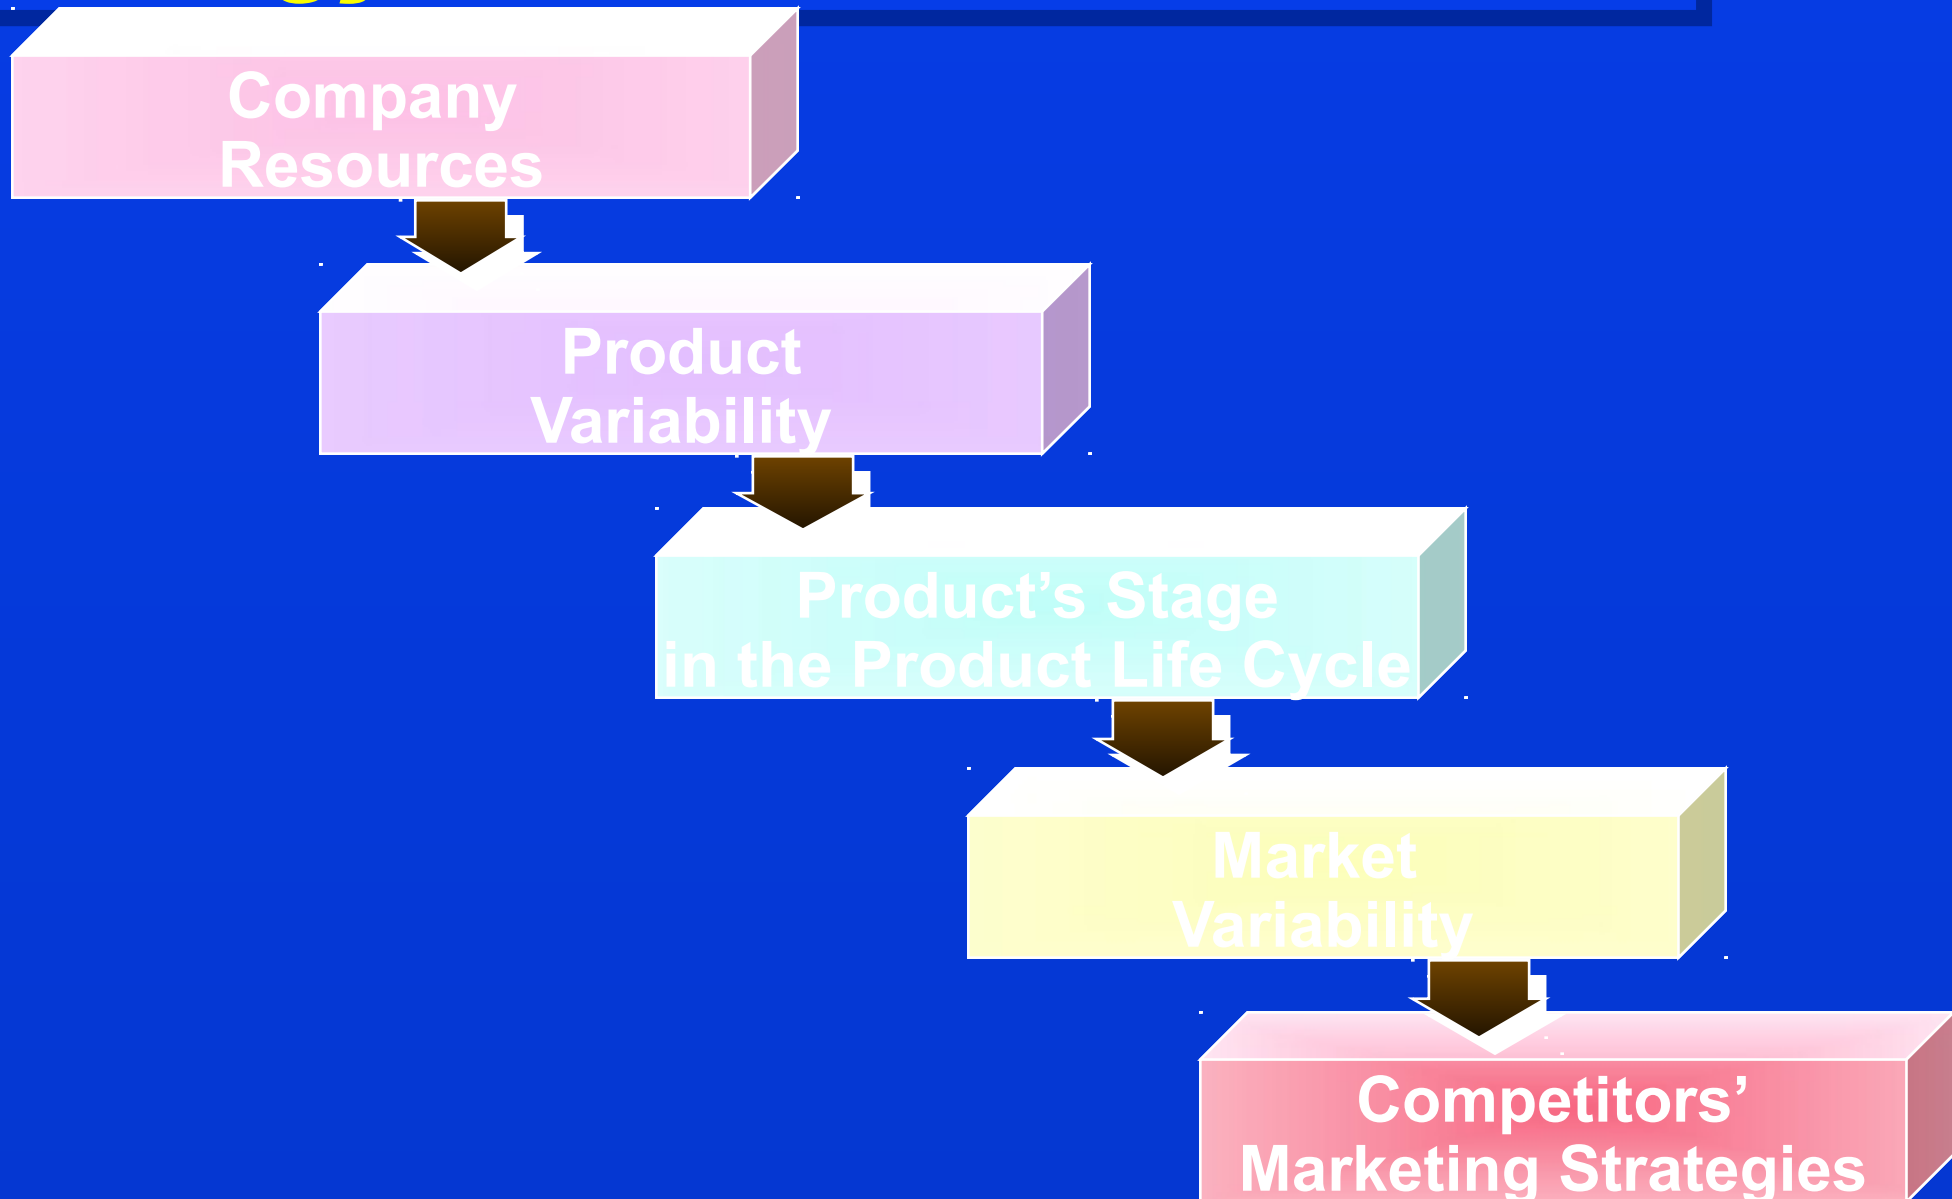 Company
Resources
Product
Variability
Product’s Stage
in the Product Life Cycle
Market
Variability
Competitors’
Marketing Strategies